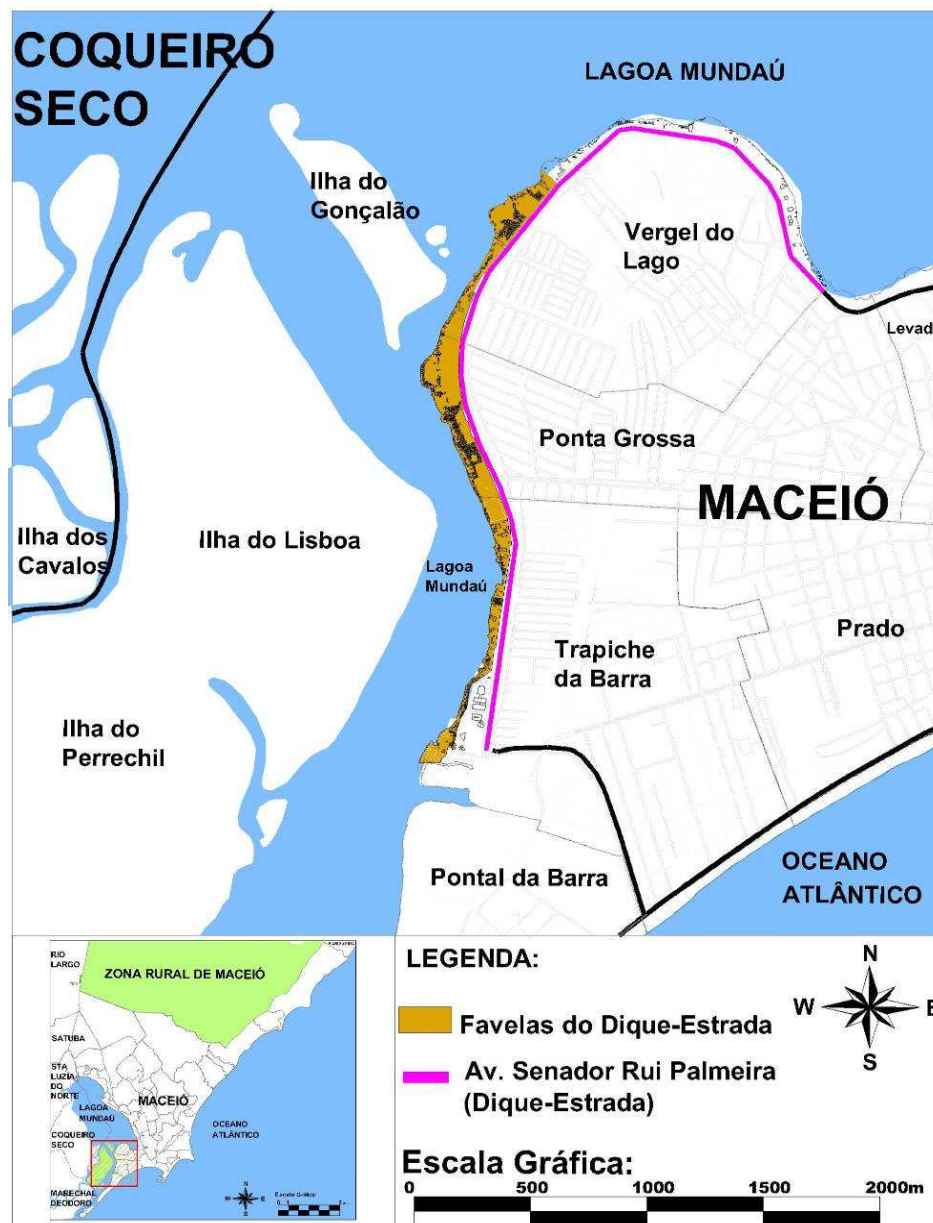 COQUEIRO
SECO
LAGOA MUNDAÚ
Ilha do
Gonçalão
Vergel do
Lago
Levad
Ponta Grossa
MACEIÓ
Ilha dos
Cavalos
Ilha do Lisboa
Lagoa
Mundaú
Trapiche
da Barra
Prado
Ilha do
Perrechil
Pontal da Barra
OCEANO
ATLÂNTICO
RIO
LARGO
ZONA RURAL DE MACEIÓ
SATUBA
STA
LUZIA
DO
NORTE
LAGOA
MUNDAÚ
MACEIÓ
COQUEIRO
SECO
OCEANO
ATLÂNTICO
MARECHAL
DEODORO
N
W
E
S
Escala Gráfica
LEGENDA:
Favelas do Dique-Estrada
Av. Senador Rui Palmeira
(Dique-Estrada)
N
W
E
S
Escala Gráfica:
0 500 1000 1500 2000m